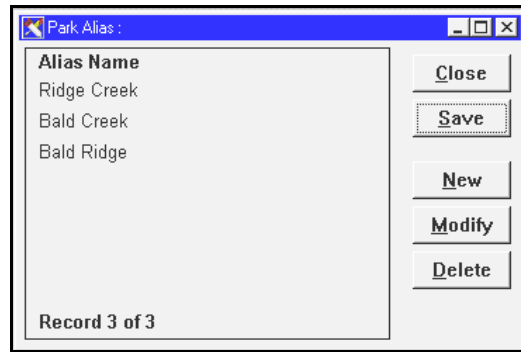 Park Alias :
Alias Name
Ridge Creek
Bald Creek
Bald Ridge
Record 3 of 3
Close
Save
New
Modify
Delete